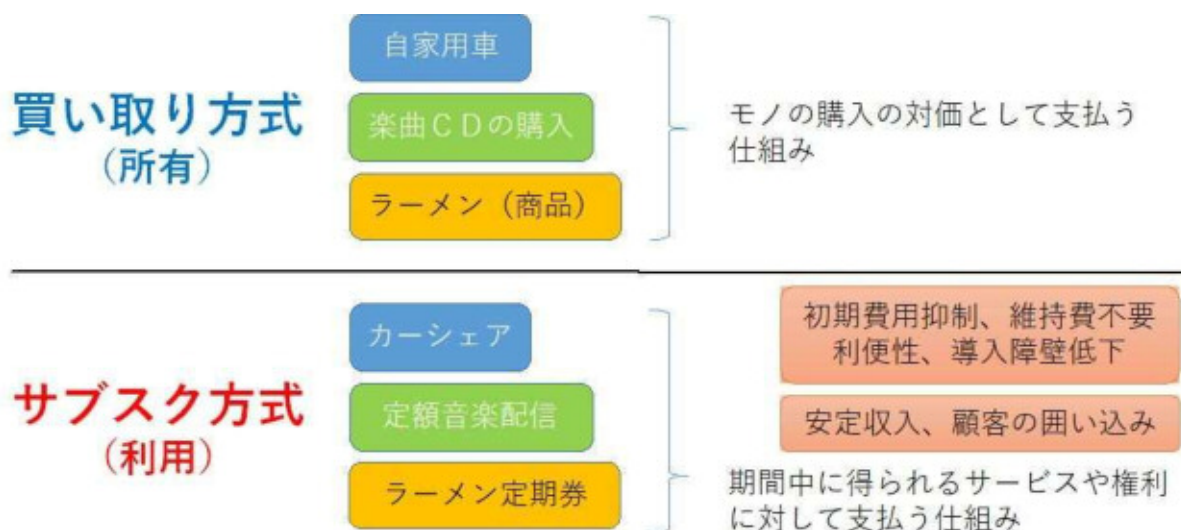 買い取り方式
（所有）
自家用車
楽曲ＣＤの購入
ラーメン（商品）
モノの購入の対価として支払う
仕組み
サブスク方式
（利用）
カーシェア
定額音楽配信
ラーメン定期券
初期費用抑制、維持費不要
利便性、導入障壁低下
安定収入、顧客の囲い込み
期間中に得られるサービスや権利
に対して支払う仕組み